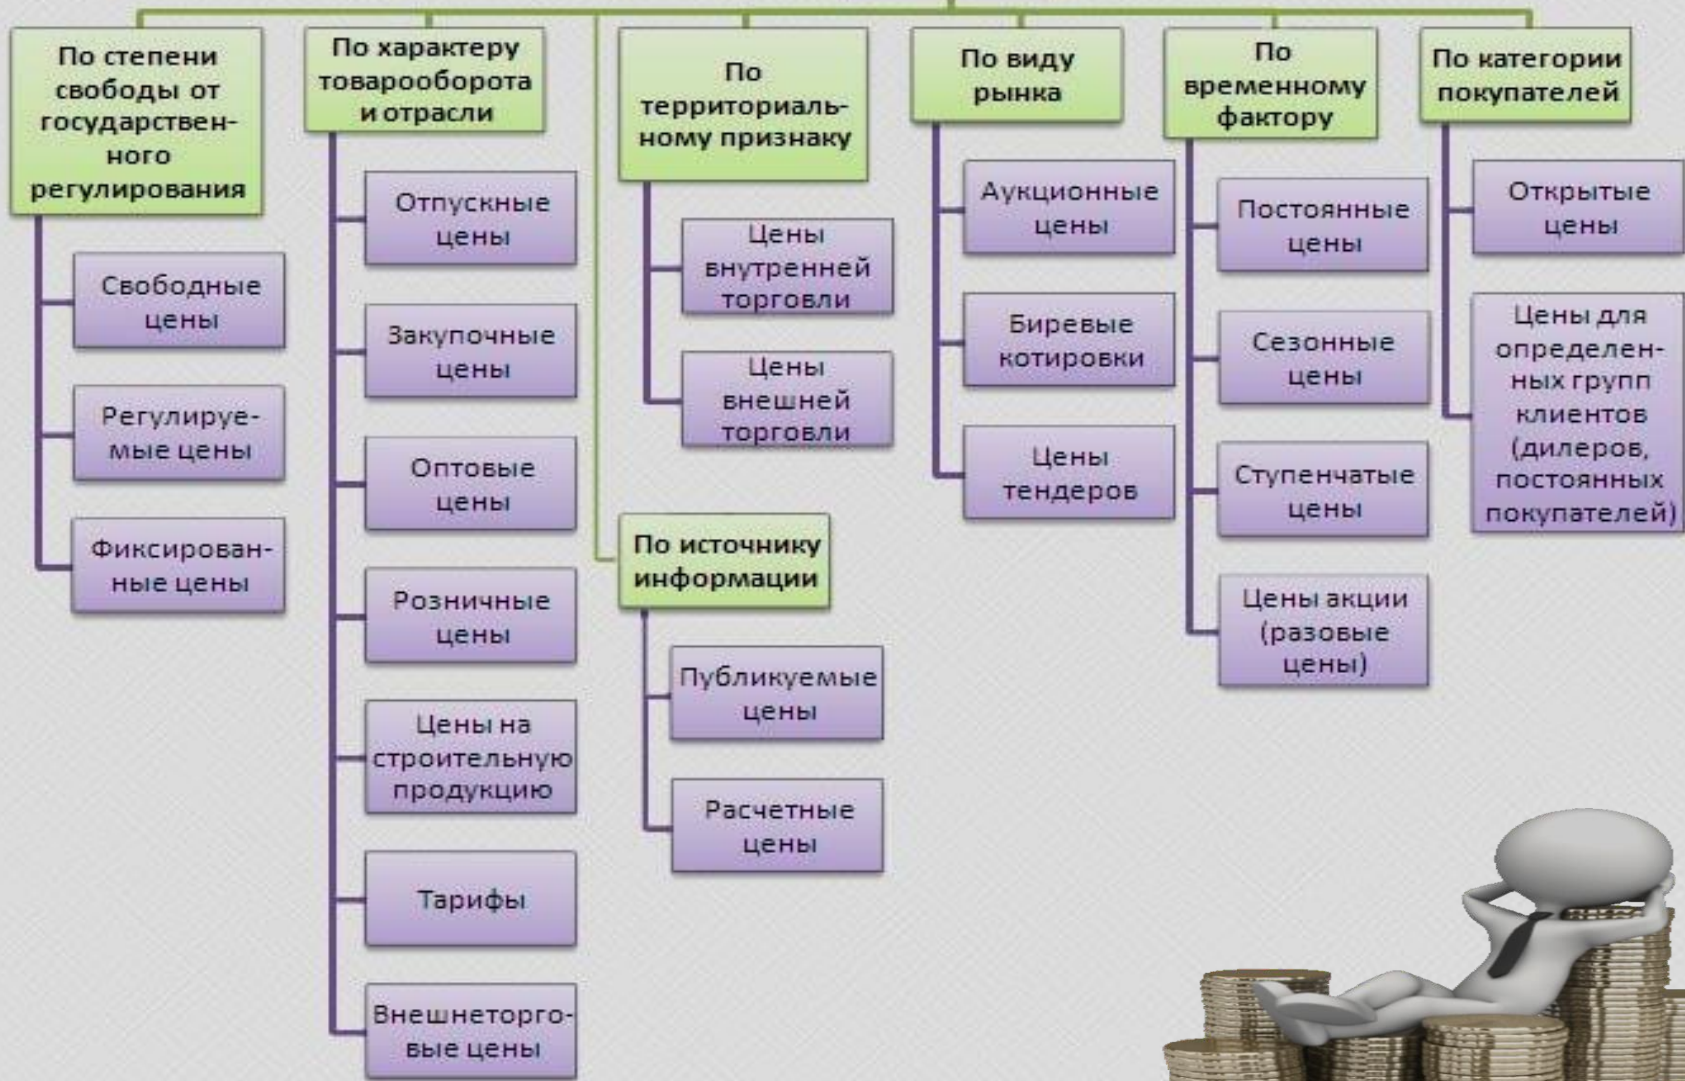 По степени
свободы от
государствен-
ного
регулирования
Свободные
цены
Регулируе-
мые цены
Фиксирован-
ные цены
По характеру
товарооборота
и отрасли
Отпускные
цены
Закупочные
цены
Оптовые
цены
Розничные
цены
Цены на
строительную
продукцию
Тарифы
Внешнеторго-
вые цены
По
территориаль-
ному признаку
Цены
внутренней
торговли
Цены
внешней
торговли
По источнику
информации
Публикуемые
цены
Расчетные
цены
По виду
рынка
Аукционные
цены
Биревые
котировки
Цены
тендеров
По
временному
фактору
Постоянные
цены
Сезонные
цены
Ступенчатые
цены
Цены акции
(разовые
цены)
По категории
покупателей
Открытые
цены
Цены для
определен-
ных групп
клиентов
(дилеров,
постоянных
покупателей)